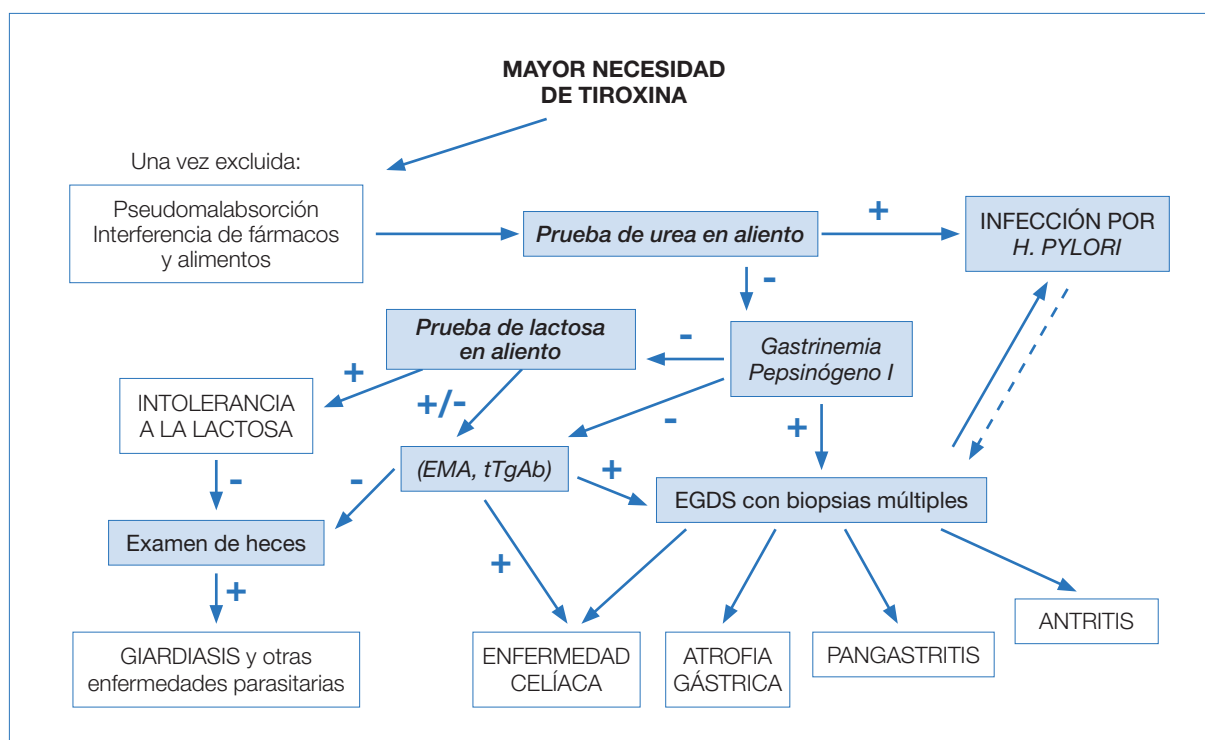 MAYOR NECESIDAD
DE TIROXINA
Una vez excluida:
Pseudomalabsorción
Interferencia de fármacos
y alimentos
Prueba de urea en aliento
+
INFECCIÓN POR
H. PYLORI
-
Prueba de lactosa
en aliento
-
Gastrinemia
Pepsinógeno I
+
INTOLERANCIA
A LA LACTOSA
+/-
-
+
-
(EMA, tTgAb)
-
+
EGDS con biopsias múltiples
Examen de heces
+
+
GIARDIASIS y otras
enfermedades parasitarias
ENFERMEDAD
CELÍACA
ATROFIA
GÁSTRICA
PANGASTRITIS
ANTRITIS